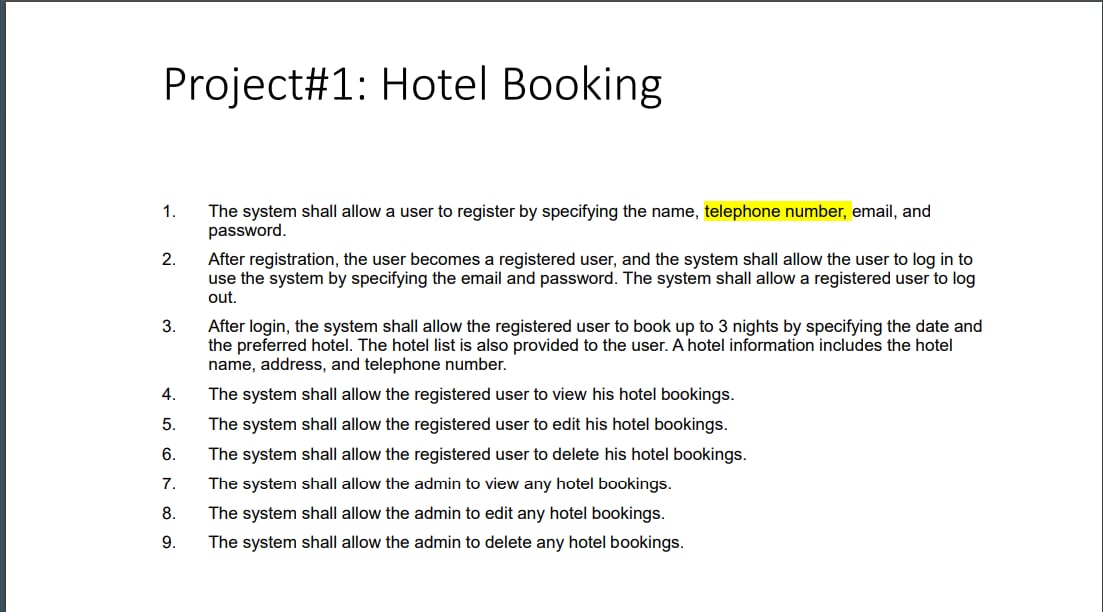 Project#1: Hotel Booking
1. The system shall allow a user to register by specifying the name, telephone number, email, and
password.
2. After registration, the user becomes a registered user, and the system shall allow the user to log in to
use the system by specifying the email and password. The system shall allow a registered user to log
out.
3. After login, the system shall allow the registered user to book up to 3 nights by specifying the date and
the preferred hotel. The hotel list is also provided to the user. A hotel information includes the hotel
name, address, and telephone number.
4. The system shall allow the registered user to view his hotel bookings.
5. The system shall allow the registered user to edit his hotel bookings.
6. The system shall allow the registered user to delete his hotel bookings.
7. The system shall allow the admin to view any hotel bookings.
8. The system shall allow the admin to edit any hotel bookings.
9. The system shall allow the admin to delete any hotel bookings.